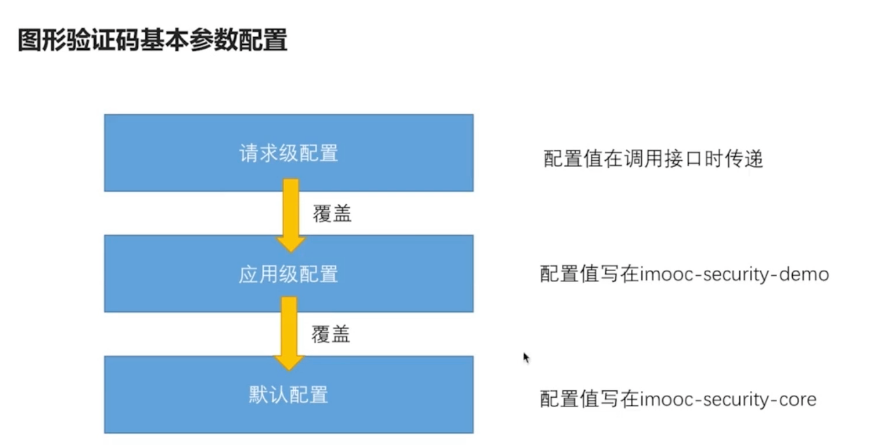 图形验证码基本参数配置
请求级配置
配置值在调用接口时传递
覆盖
应用级配置
配置值写在imooc-security-demo
覆盖
默认配置
配置值写在imooc-security-core